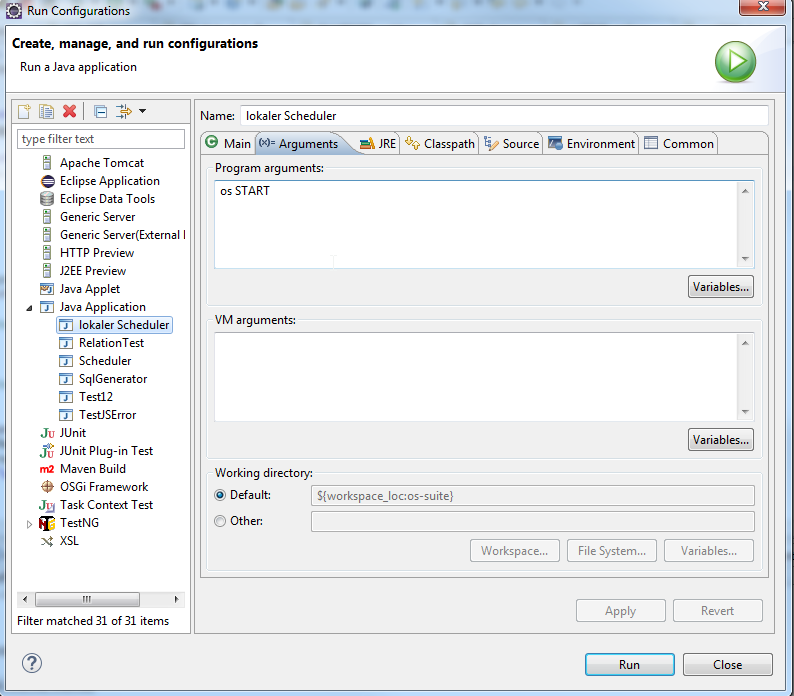 Run Configurations
Create, manage, and run configurations
Run a Java application
type filter text
Apache Tomcat
Eclipse Application
Eclipse Data Tools
Generic Server
Generic Server(External l
HTTP Preview
J2EE Preview
Java Applet
Java Application
lokaler Scheduler
RelationTest
Scheduler
SqlGenerator
Test12
TestJSError
JUnit
JUnit Plug-in Test
Maven Build
OSGi Framework
Task Context Test
TestNG
XSL
Filter matched 31 of 31 items
Name: lokaler Scheduler
Main (x)= Arguments JRE Classpath Source Environment Common
Program arguments:
os START
Variables...
VM arguments:
Variables...
Working directory:
Default: ${workspace_loc:os-suite}
Other:
Workspace... File System... Variables...
Apply Revert
Run Close